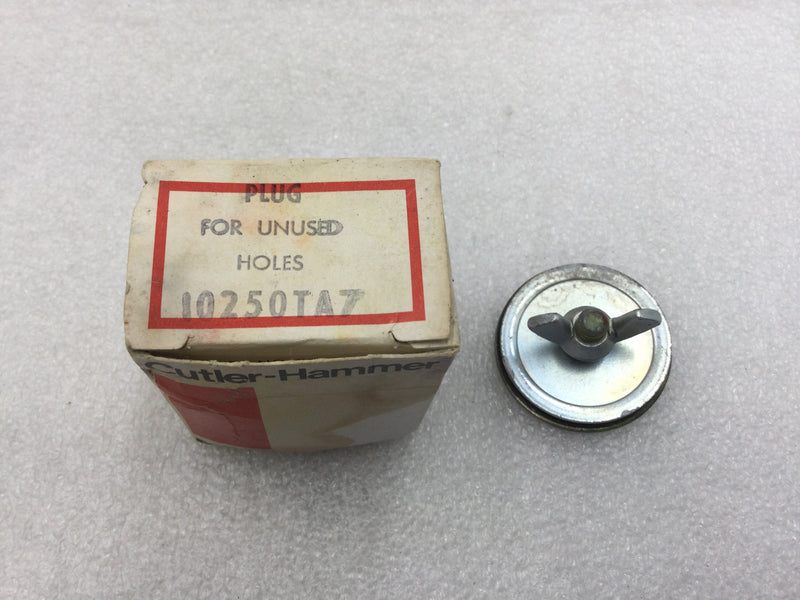 PLUG
FOR UNUSED
HOLES
10250TA7
Cutler-Hammer